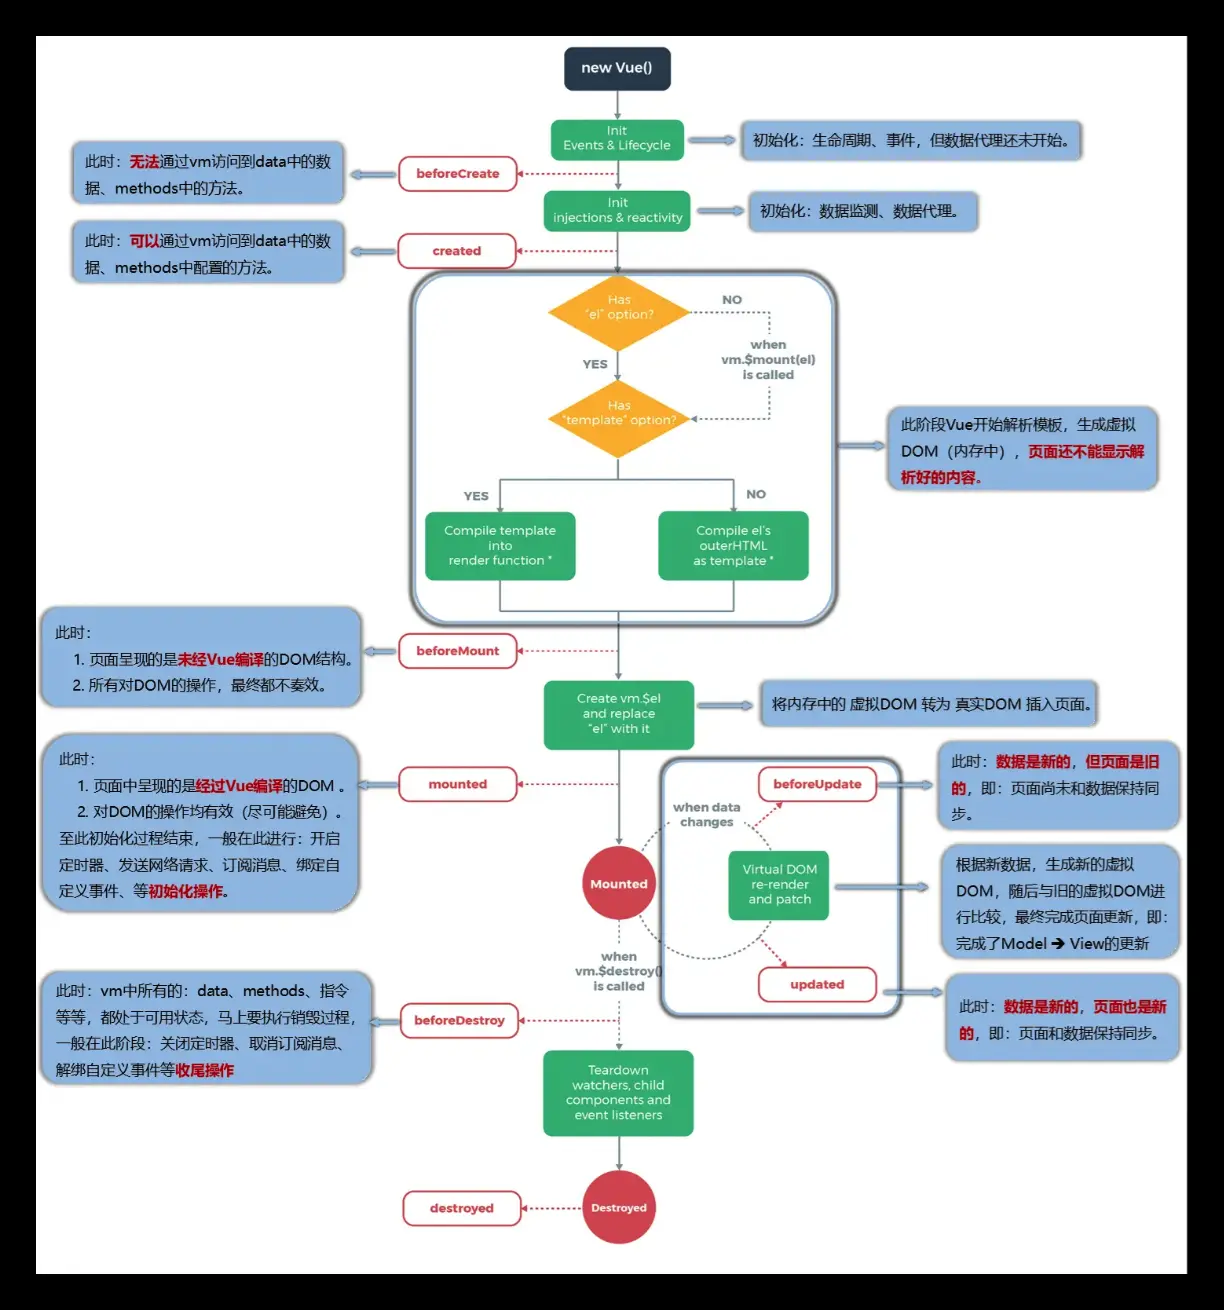 new Vue()
Init
Events & Lifecycle
初始化：生命周期、事件，但数据代理还未开始。
此时：无法通过vm访问到data中的数
据、methods中的方法。
beforeCreate
Init
injections & reactivity
初始化：数据监测、数据代理。
此时：可以通过vm访问到data中的数
据、methods中配置的方法。
created
Has
"el" option?
NO
when
vm.$mount(el)
is called
YES
Has
"template" option?
此阶段Vue开始解析模板，生成虚拟
DOM（内存中），页面还不能显示解
析好的内容。
YES
NO
Compile template
into
render function *
Compile el's
outerHTML
as template *
此时：
1. 页面呈现的是未经Vue编译的DOM结构。
2. 所有对DOM的操作，最终都不奏效。
beforeMount
Create vm.$el
and replace
"el" with it
将内存中的 虚拟DOM 转为 真实DOM 插入页面。
此时：
1. 页面中呈现的是经过Vue编译的DOM 。
2. 对DOM的操作均有效（尽可能避免）。
至此初始化过程结束，一般在此进行：开启
定时器、发送网络请求、订阅消息、绑定自
定义事件、等初始化操作。
mounted
beforeUpdate
此时：数据是新的，但页面是旧
的，即：页面尚未和数据保持同
步。
when data
changes
Mounted
Virtual DOM
re-render
and patch
根据新数据，生成新的虚拟
DOM，随后与旧的虚拟DOM进
行比较，最终完成页面更新，即：
完成了Model ➔ View的更新
when
vm.$destroy()
is called
updated
此时：数据是新的，页面也是新
的，即：页面和数据保持同步。
此时：vm中所有的：data、methods、指令
等等，都处于可用状态，马上要执行销毁过程，
一般在此阶段：关闭定时器、取消订阅消息、
解绑自定义事件等收尾操作
beforeDestroy
Teardown
watchers, child
components and
event listeners
destroyed
Destroyed